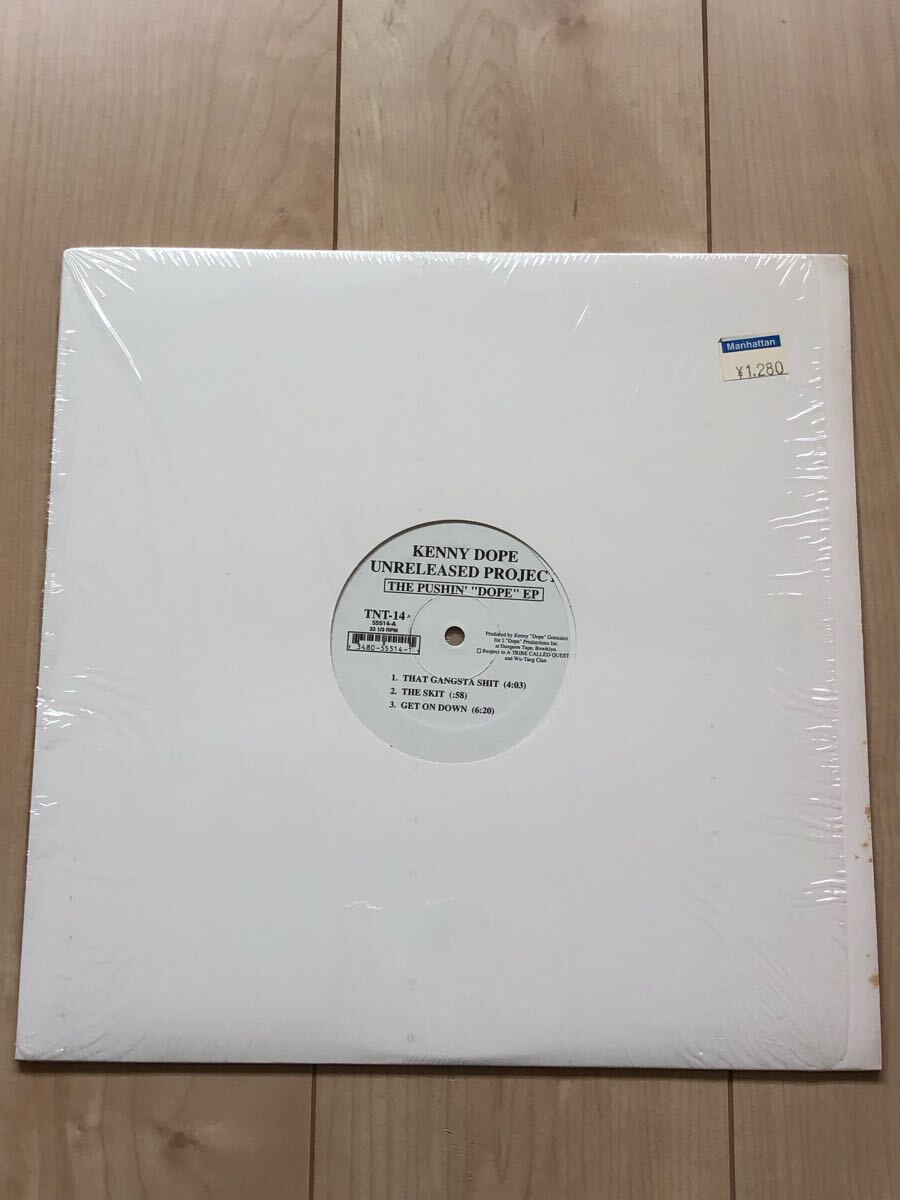 Manhattan
¥1,280
KENNY DOPE
UNRELEASED PROJECT
THE PUSHIN' "DOPE" EP
TNT-14 A
55514-A
33 1/3 RPM
3480-55514-1
Produced by Kenny "Dope" Gonzalez
for 2 "Dope" Productions Inc.
at Dungeon Tape, Brooklyn.
Respect to A TRIBE CALLED QUEST
and Wu-Tang Clan
1. THAT GANGSTA SHIT (4:03)
2. THE SKIT (:58)
3. GET ON DOWN (6:20)